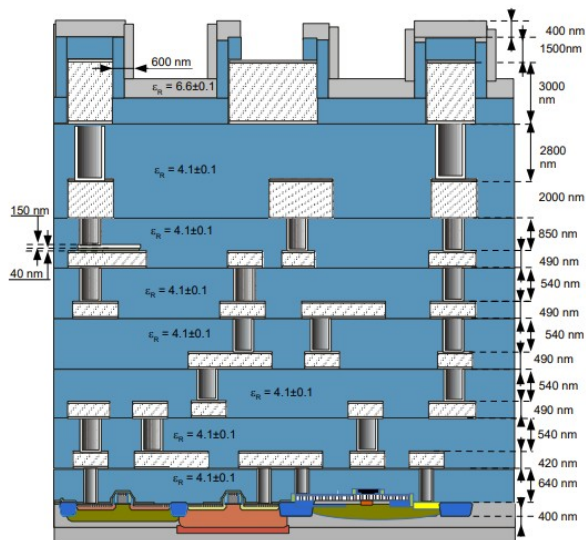 400 nm
1500nm
600 nm
3000
nm
εR = 6.6±0.1
2800
nm
εR = 4.1±0.1
2000nm
150 nm
εR = 4.1±0.1
850 nm
40 nm
490 nm
εR = 4.1±0.1
540 nm
490 nm
εR = 4.1±0.1
540 nm
490 nm
εR = 4.1±0.1
540 nm
490 nm
εR = 4.1±0.1
540 nm
420 nm
εR = 4.1±0.1
640 nm
400 nm